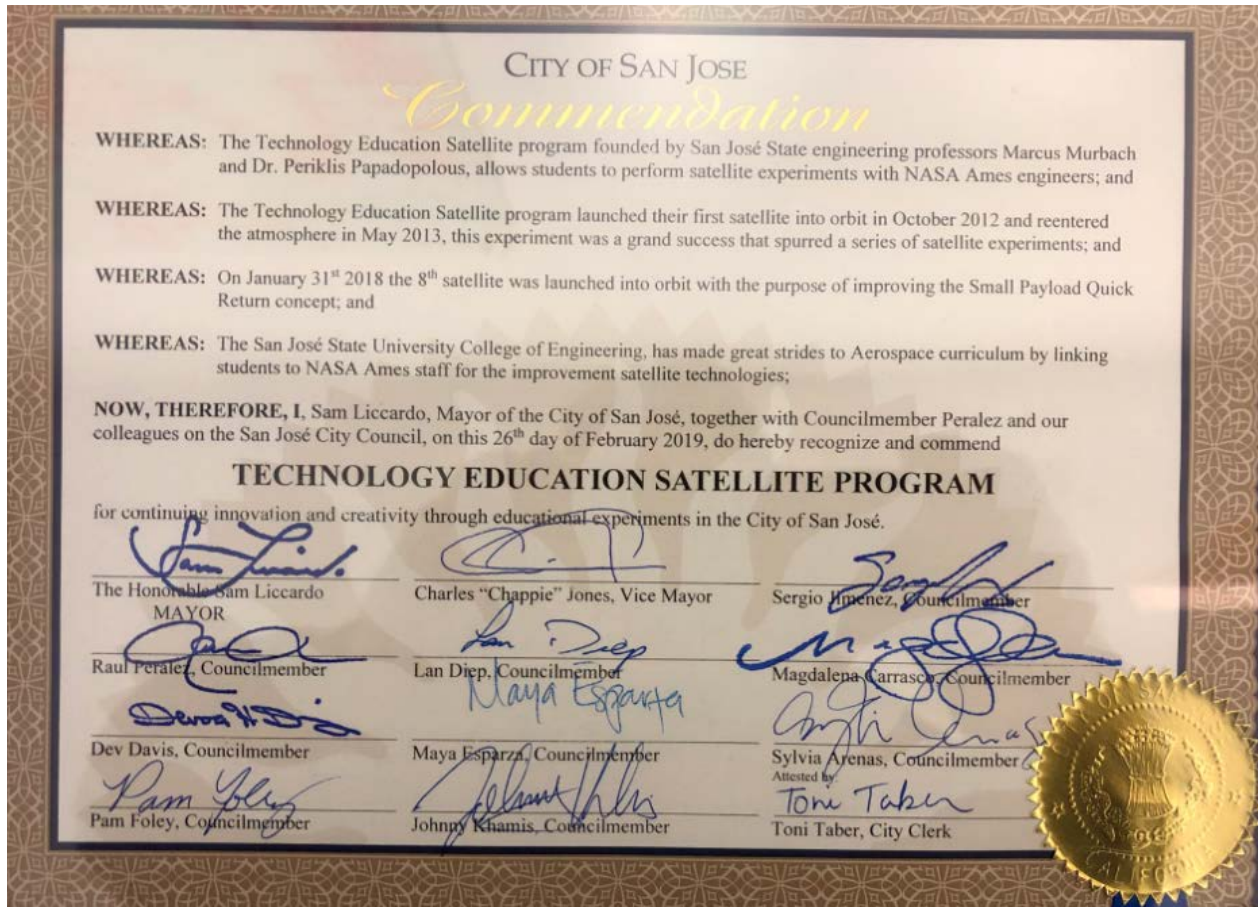 CITY OF SAN JOSE
Commendation
WHEREAS: The Technology Education Satellite program founded by San José State engineering professors Marcus Murbach
and Dr. Periklis Papadopolous, allows students to perform satellite experiments with NASA Ames engineers; and
WHEREAS: The Technology Education Satellite program launched their first satellite into orbit in October 2012 and reentered
the atmosphere in May 2013, this experiment was a grand success that spurred a series of satellite experiments; and
WHEREAS: On January 31st 2018 the 8th satellite was launched into orbit with the purpose of improving the Small Payload Quick
Return concept; and
WHEREAS: The San José State University College of Engineering, has made great strides to Aerospace curriculum by linking
students to NASA Ames staff for the improvement satellite technologies;
NOW, THEREFORE, I, Sam Liccardo, Mayor of the City of San José, together with Councilmember Peralez and our
colleagues on the San José City Council, on this 26th day of February 2019, do hereby recognize and commend
TECHNOLOGY EDUCATION SATELLITE PROGRAM
for continuing innovation and creativity through educational experiments in the City of San José.
The Honorable Sam Liccardo
MAYOR
Charles “Chappie” Jones, Vice Mayor
Sergio Jimenez, Councilmember
Lan Diep
Raul Peralez, Councilmember
Lan Diep, Councilmember
Magdalena Carrasco, Councilmember
Maya Esparza
Dev Davis, Councilmember
Maya Esparza, Councilmember
Sylvia Arenas, Councilmember
Attested by:
Pam Foley
Toni Taber
Pam Foley, Councilmember
Johnny Khamis, Councilmember
Toni Taber, City Clerk